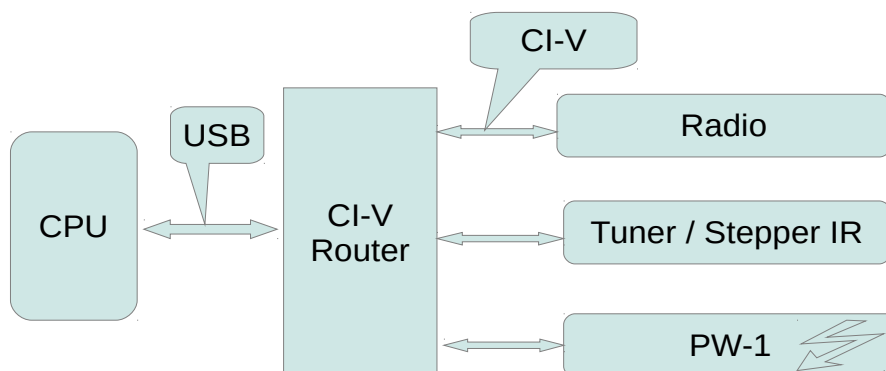 CI-V
USB
Radio
CPU
CI-V
Router
Tuner / Stepper IR
PW-1